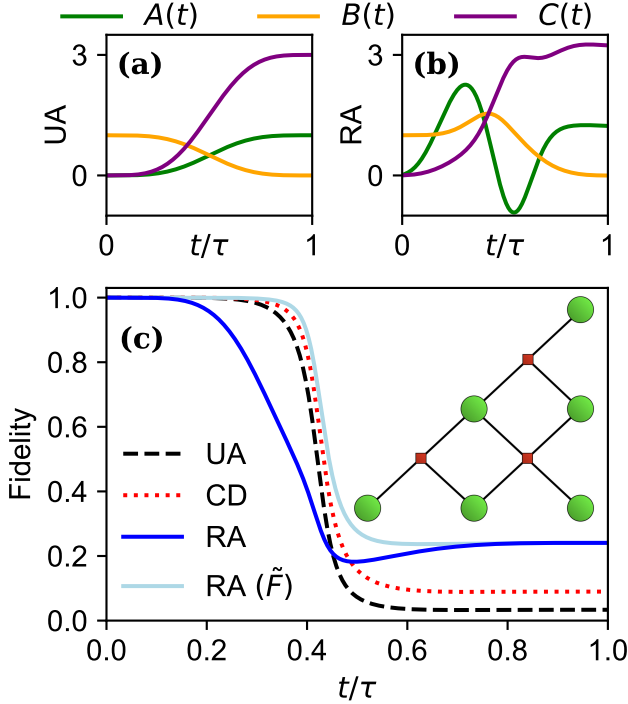 A(t) B(t) C(t)
(a) (b)
UA
3
0
0 1
t/τ
RA
3
0
0 1
t/τ
(c)
Fidelity
1.0
0.8
0.6
0.4
0.2
0.0
UA
CD
RA
RA (F̃)
0.0 0.2 0.4 0.6 0.8 1.0
t/τ